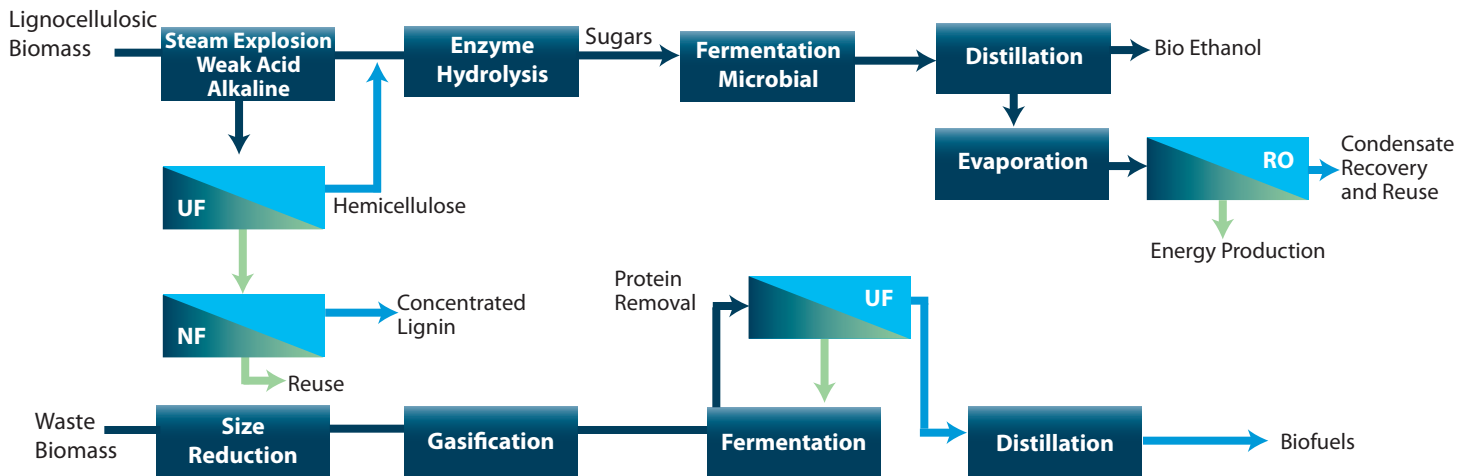 Lignocellulosic
Biomass
Steam Explosion
Weak Acid
Alkaline
Enzyme
Hydrolysis
Sugars
Fermentation
Microbial
Distillation
Bio Ethanol
Evaporation
RO
Condensate
Recovery
and Reuse
Energy Production
UF
Hemicellulose
NF
Concentrated
Lignin
Reuse
Protein
Removal
UF
Waste
Biomass
Size
Reduction
Gasification
Fermentation
Distillation
Biofuels